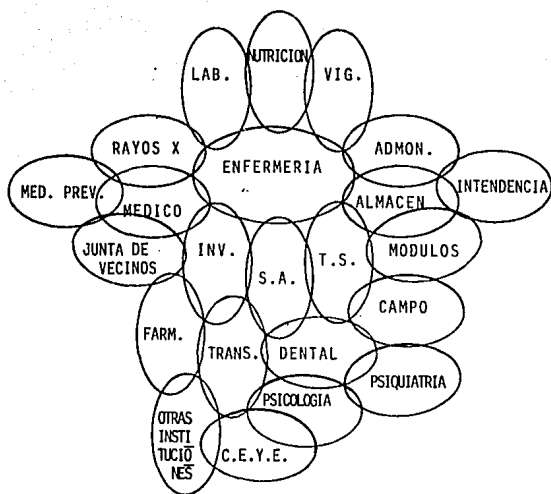 NUTRICION
LAB.
VIG.
RAYOS X
ENFERMERIA
ADMON.
MED. PREV.
MEDICO
ALMACEN
INTENDENCIA
JUNTA DE
VECINOS
INV.
S.A.
T.S.
MODULOS
CAMPO
FARM.
TRANS.
DENTAL
PSIQUIATRIA
PSICOLOGIA
OTRAS
INSTI
TUCIO
NES
C.E.Y.E.